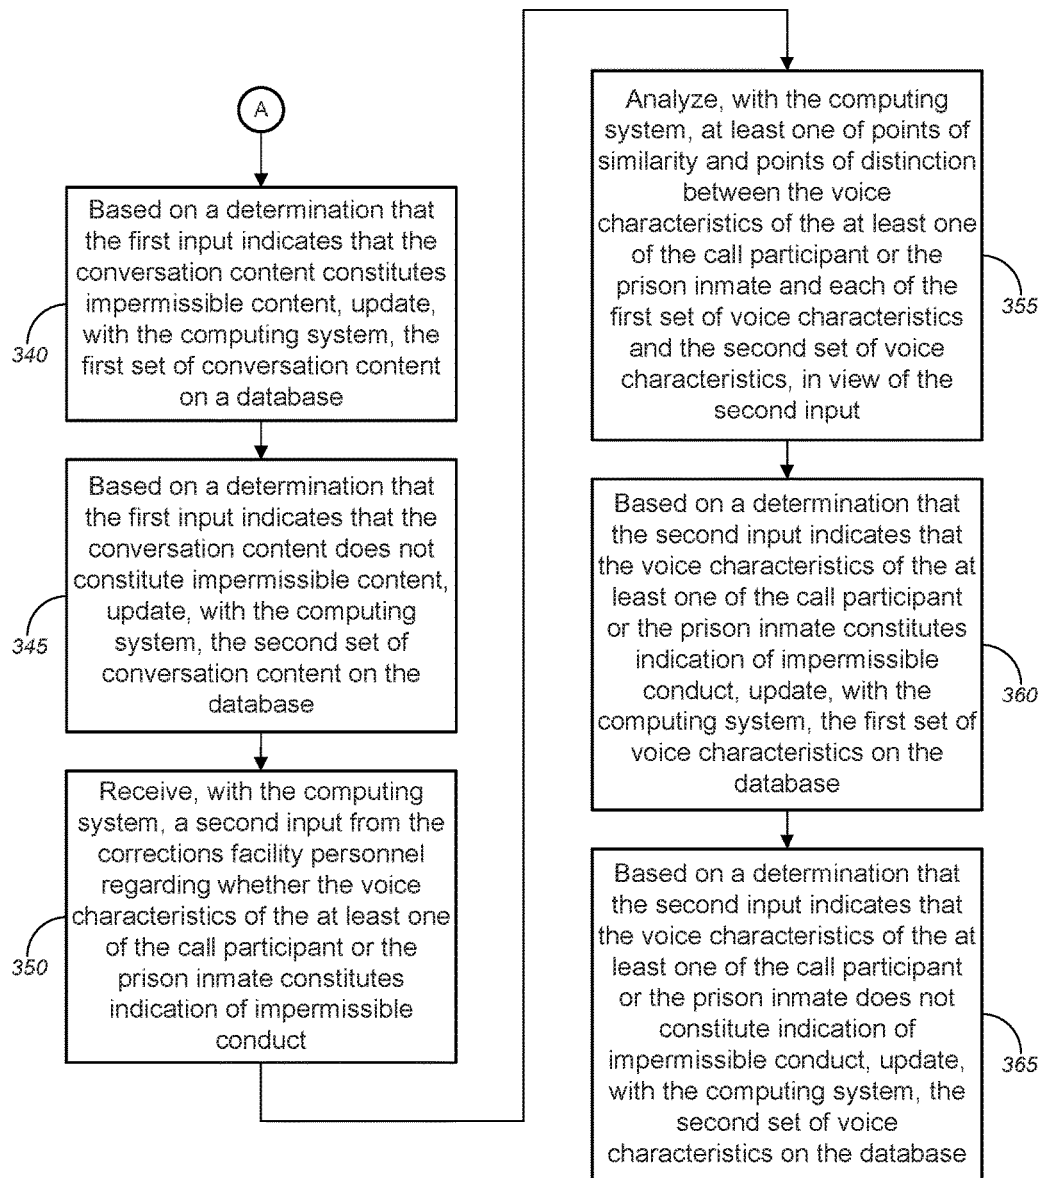 A
Based on a determination that
the first input indicates that the
conversation content constitutes
impermissible content, update,
with the computing system, the
first set of conversation content
on a database
340
Based on a determination that
the first input indicates that the
conversation content does not
constitute impermissible content,
update, with the computing
system, the second set of
conversation content on the
database
345
Receive, with the computing
system, a second input from the
corrections facility personnel
regarding whether the voice
characteristics of the at least one
of the call participant or the
prison inmate constitutes
indication of impermissible
conduct
350
Analyze, with the computing
system, at least one of points of
similarity and points of distinction
between the voice
characteristics of the at least one
of the call participant or the
prison inmate and each of the
first set of voice characteristics
and the second set of voice
characteristics, in view of the
second input
355
Based on a determination that
the second input indicates that
the voice characteristics of the at
least one of the call participant
or the prison inmate constitutes
indication of impermissible
conduct, update, with the
computing system, the first set of
voice characteristics on the
database
360
Based on a determination that
the second input indicates that
the voice characteristics of the at
least one of the call participant
or the prison inmate does not
constitute indication of
impermissible conduct, update,
with the computing system, the
second set of voice
characteristics on the database
365